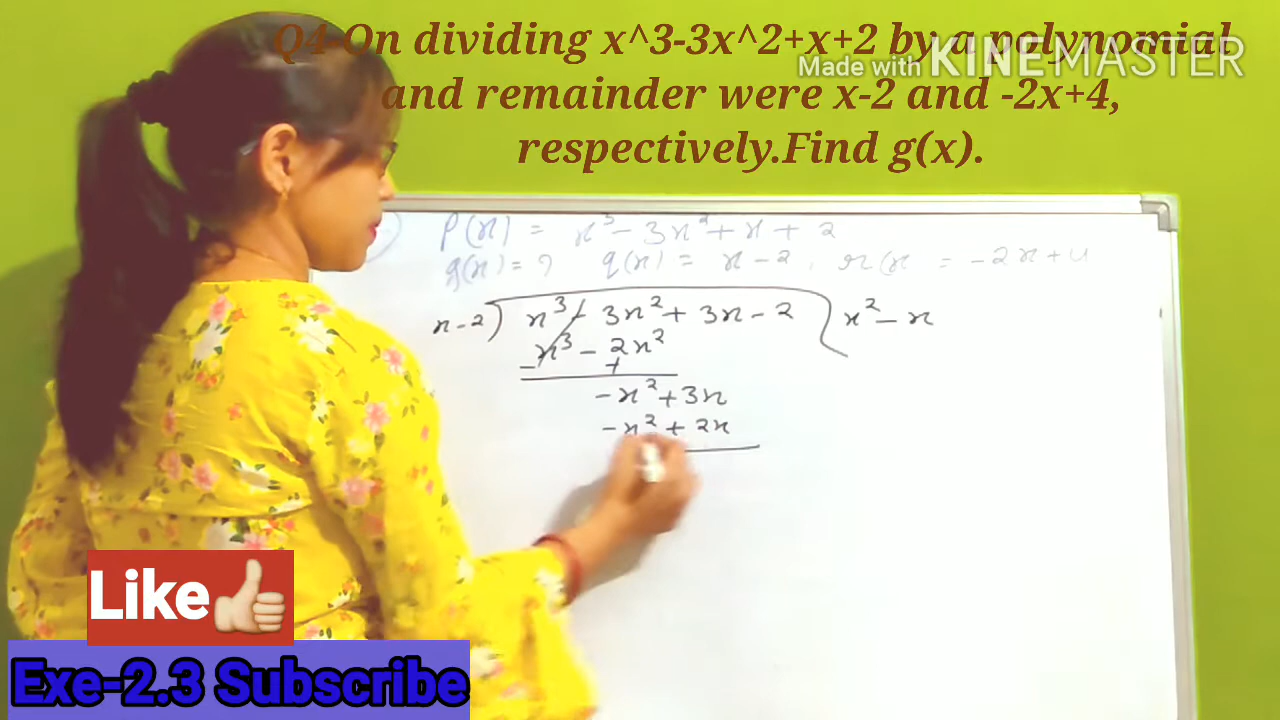 Q4-On dividing x^3-3x^2+x+2 by a polynomial
Made with KINEMASTER
and remainder were x-2 and -2x+4,
respectively.Find g(x).
P(x) = x³ - 3x² + x + 2
g(x) = ? q(x) = x - 2, r(x = -2x+4
x-2) x³ - 3x² + 3x - 2 ( x² - x
x³ - 2x²
- +
-x² + 3x
-x² + 2x
Like
Exe-2.3 Subscribe